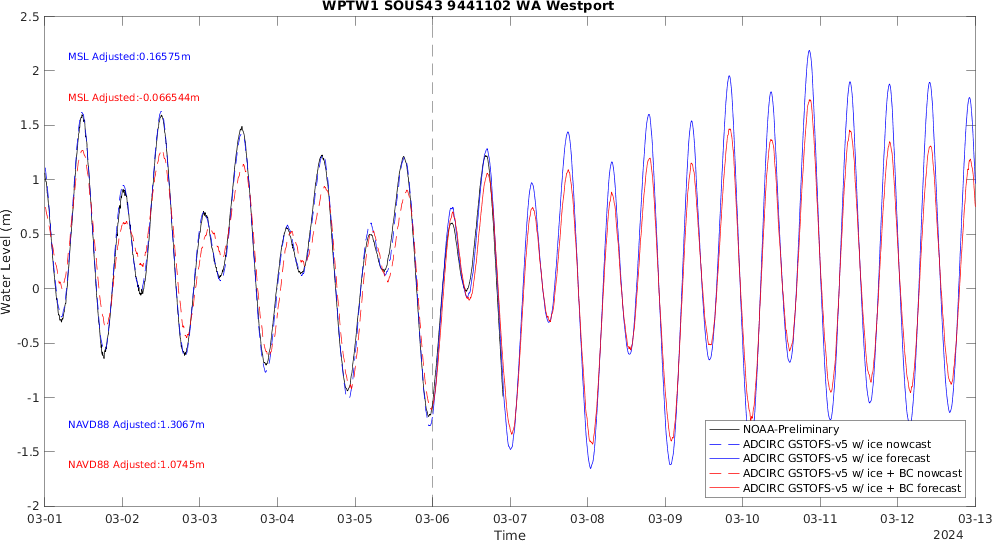 WPTW1 SOUS43 9441102 WA Westport
2.5
2
1.5
1
0.5
0
-0.5
-1
-1.5
-2
Water Level (m)
MSL Adjusted:0.16575m
MSL Adjusted:-0.066544m
NAVD88 Adjusted:1.3067m
NAVD88 Adjusted:1.0745m
NOAA-Preliminary
ADCIRC GSTOFS-v5 w/ ice nowcast
ADCIRC GSTOFS-v5 w/ ice forecast
ADCIRC GSTOFS-v5 w/ ice + BC nowcast
ADCIRC GSTOFS-v5 w/ ice + BC forecast
03-01 03-02 03-03 03-04 03-05 03-06 03-07 03-08 03-09 03-10 03-11 03-12 03-13
Time
2024